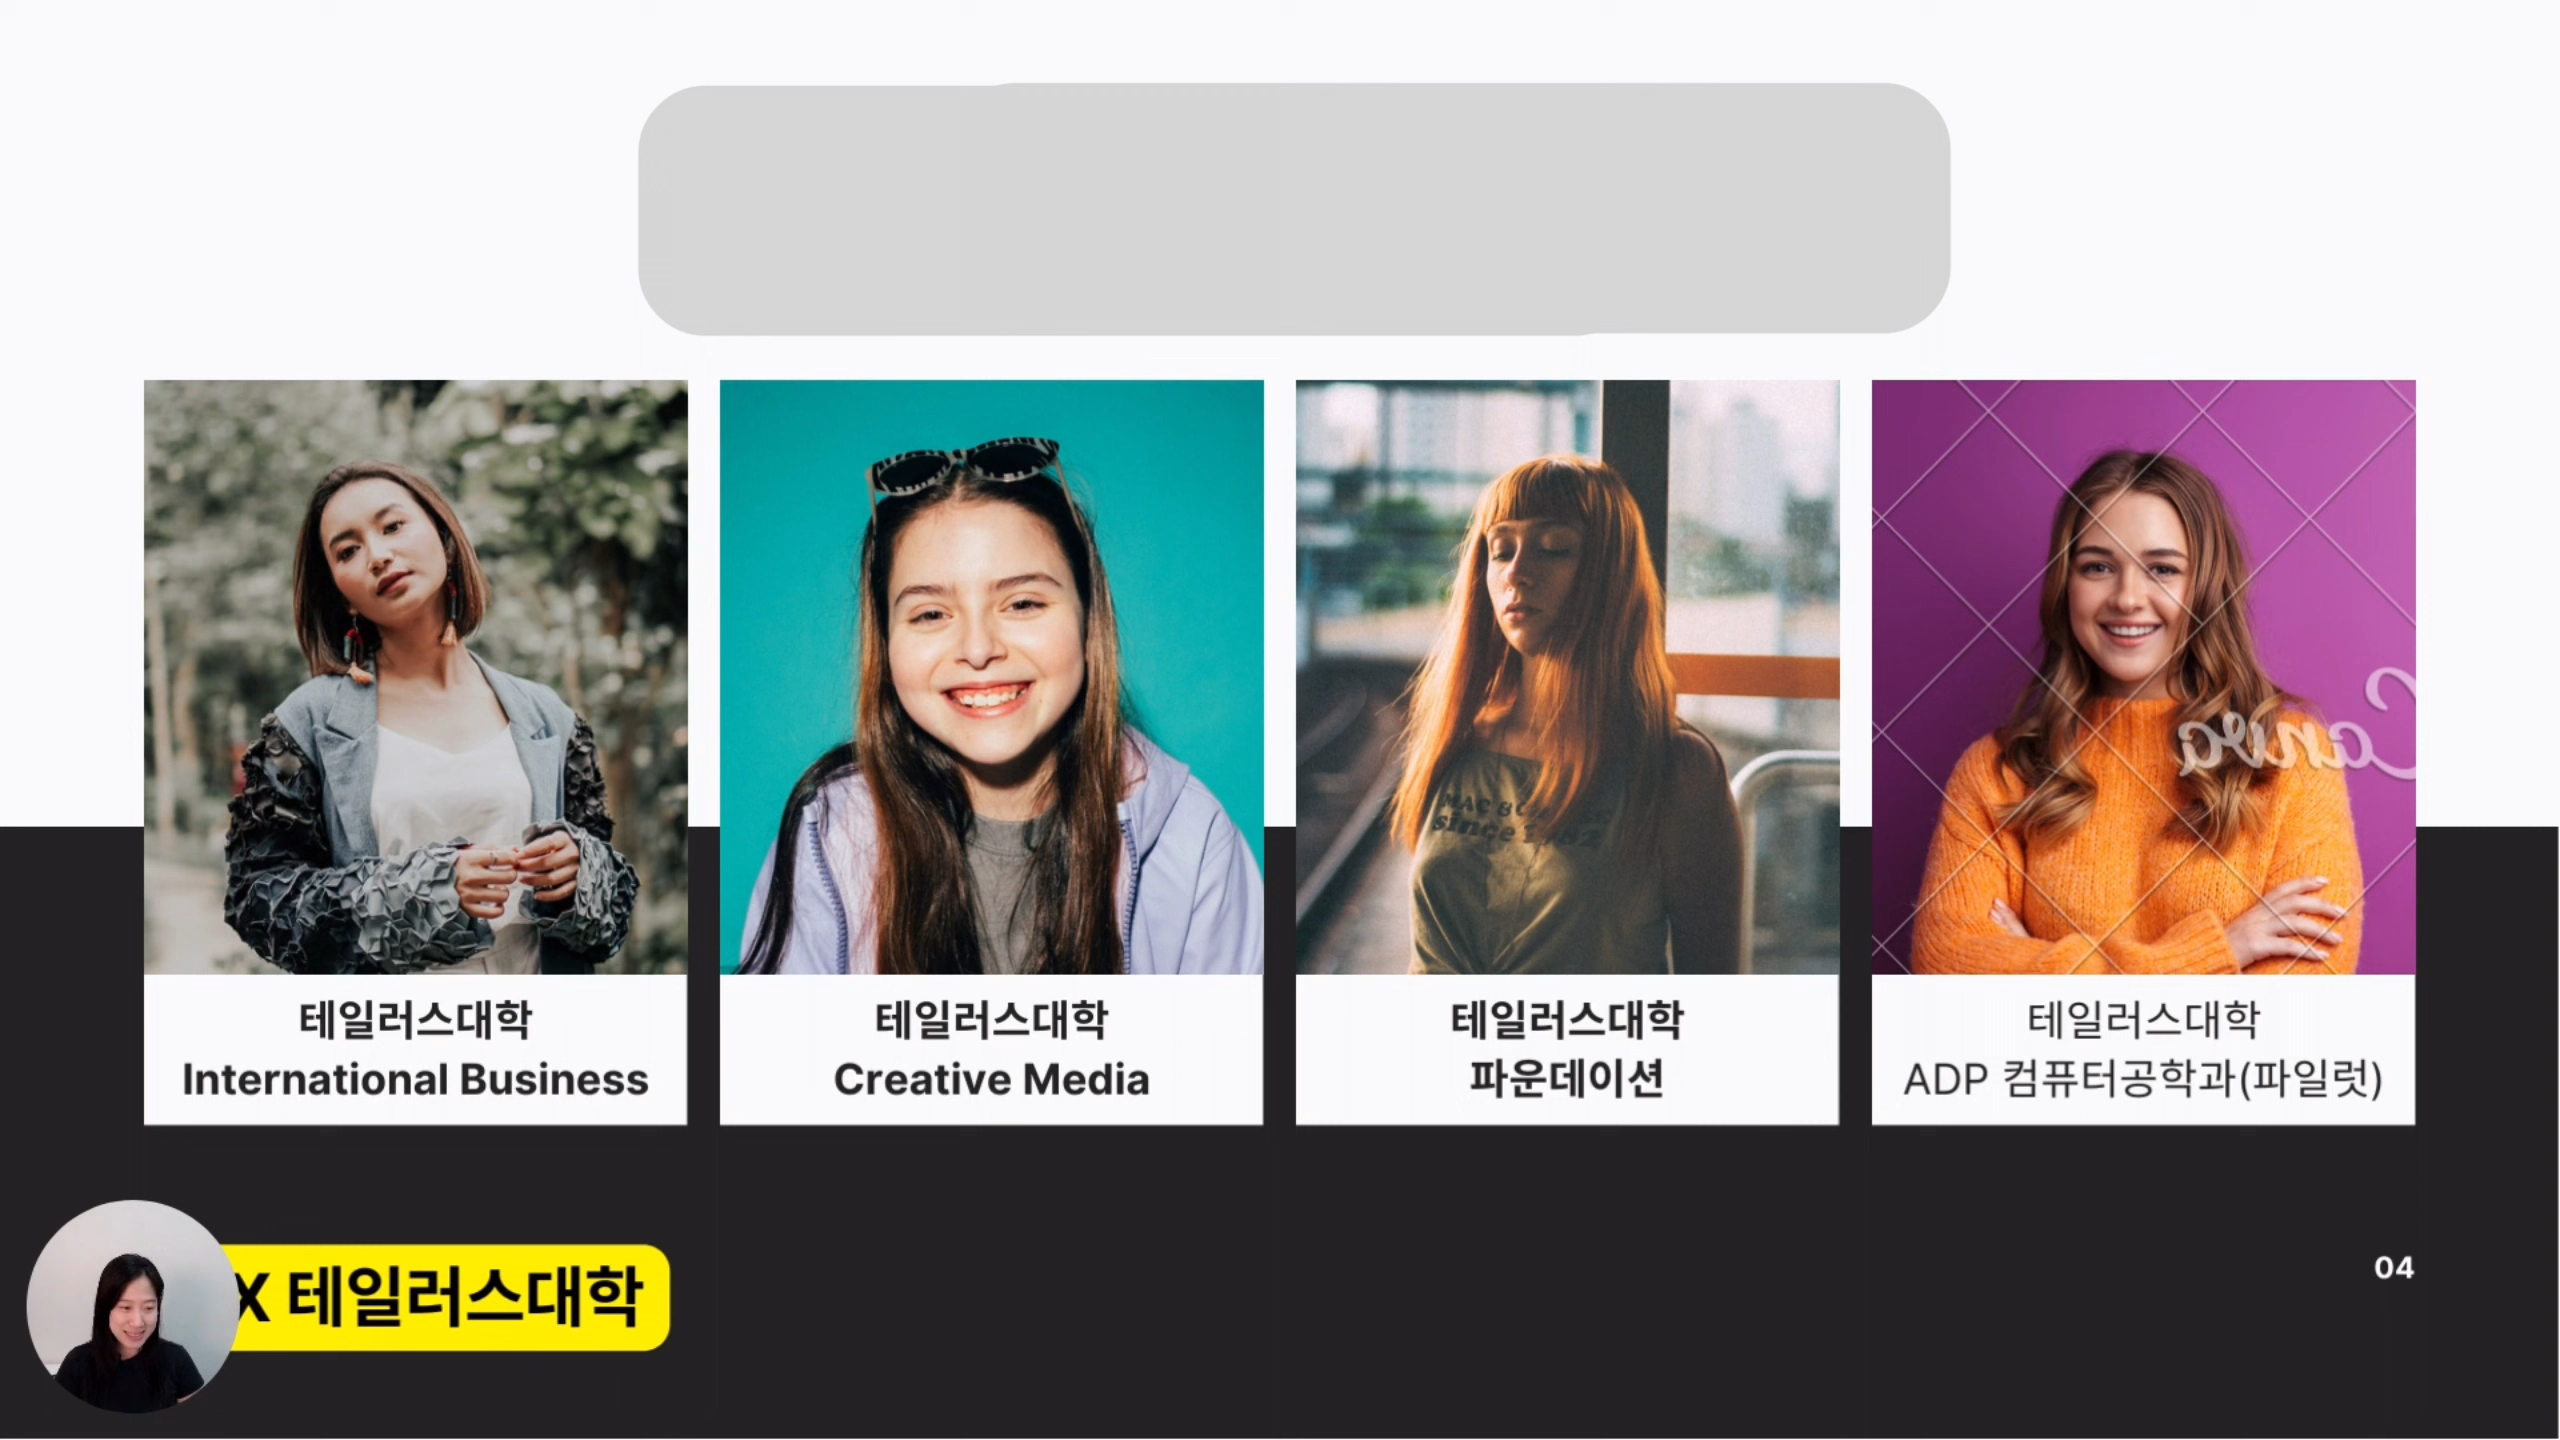 테일러스대학
International Business
테일러스대학
Creative Media
테일러스대학
파운데이션
테일러스대학
ADP 컴퓨터공학과(파일럿)
Canva
since
X 테일러스대학
04